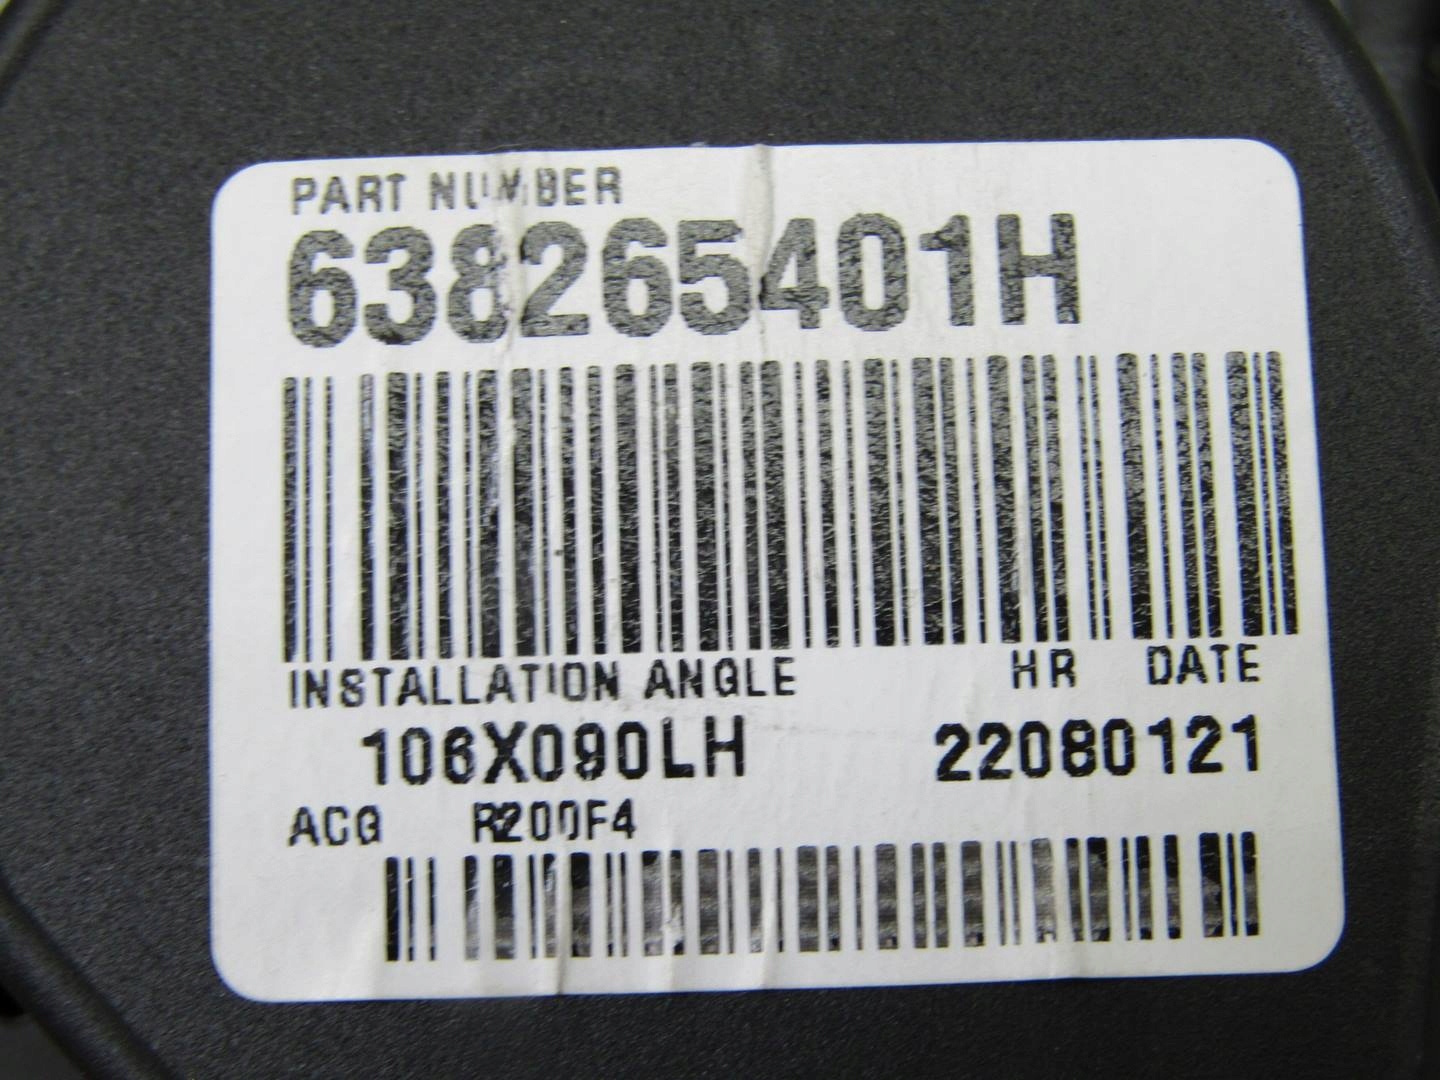 PART NUMBER
638265401H
INSTALLATION ANGLE HR DATE
106X090LH 22080121
ACG R200F4